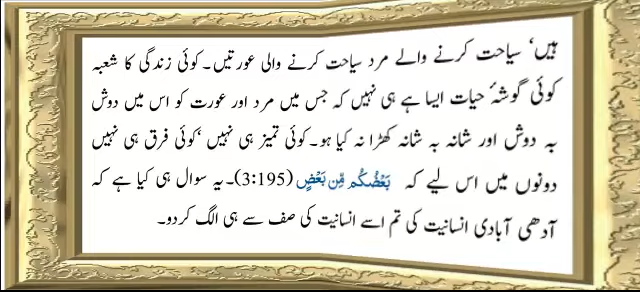 ہیں‘ سیاحت کرنے والے مرد سیاحت کرنے والی عورتیں۔ کوئی زندگی کا شعبہ
کوئی گوشۂ حیات ایسا ہے ہی نہیں کہ جس میں مرد اور عورت کو اس میں دوش
بہ دوش اور شانہ بہ شانہ کھڑا نہ کیا ہو۔ کوئی تمیز ہی نہیں ‘ کوئی فرق ہی نہیں
دونوں میں اس لیے کہ بَعْضُكُم مِّن بَعْضٍ (3:195)۔ یہ سوال ہی کیا ہے کہ
آدھی آبادی انسانیت کی تم اسے انسانیت کی صف سے ہی الگ کردو۔